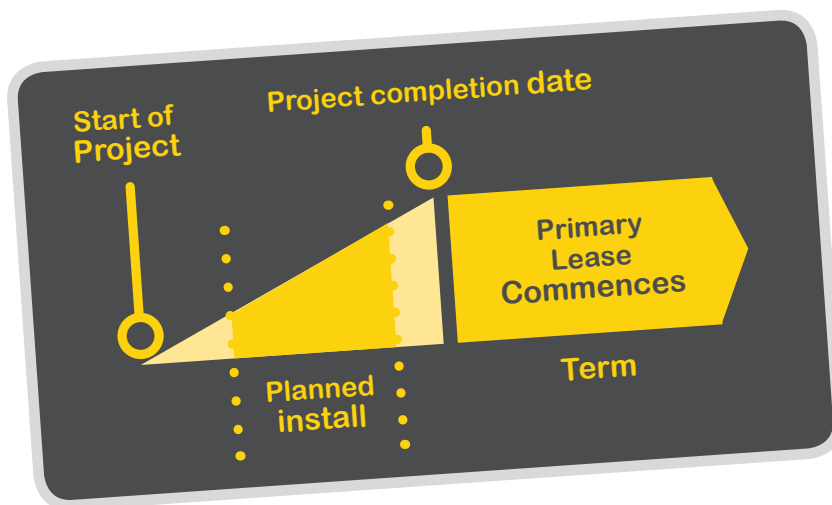 Start of
Project
Project completion date
Primary
Lease
Commences
Planned
install
Term